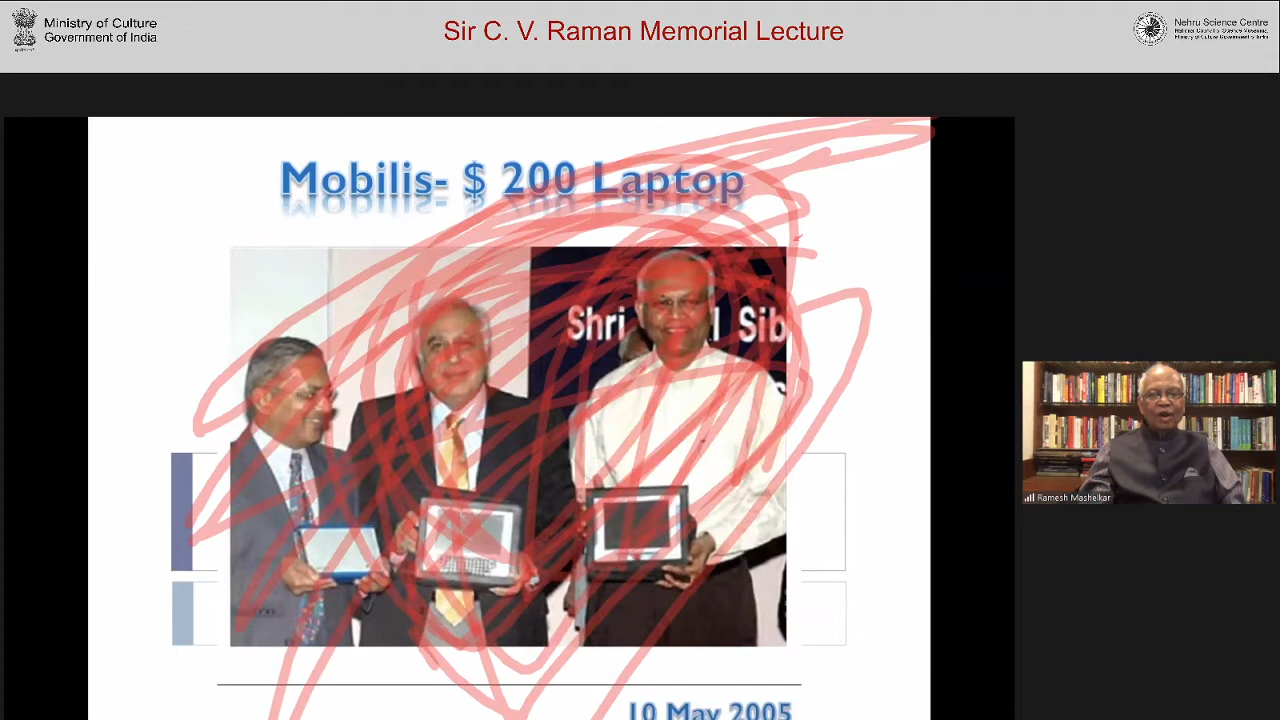 Ministry of Culture
Government of India
Sir C. V. Raman Memorial Lecture
Nehru Science Centre
Mobilis- $ 200 Laptop
Shri l Sib
Ramesh Mashelkar
10 May 2005